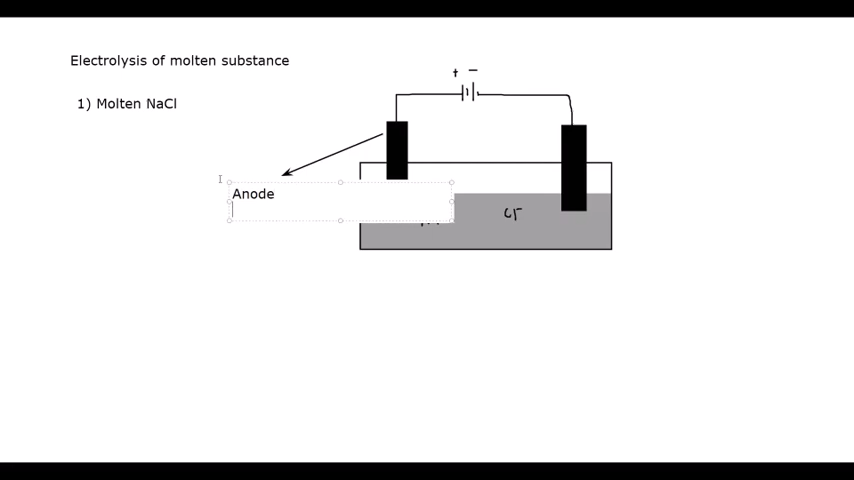 Electrolysis of molten substance
+ −
1) Molten NaCl
Anode
Cl⁻